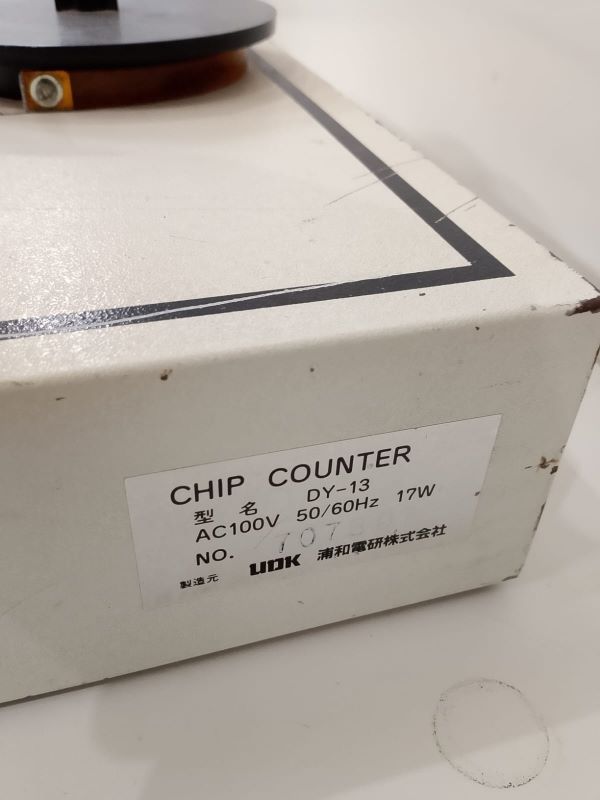 CHIP COUNTER
型 名 DY-13
AC100V 50/60Hz 17W
NO.
製造元 UDK 浦和電研株式会社